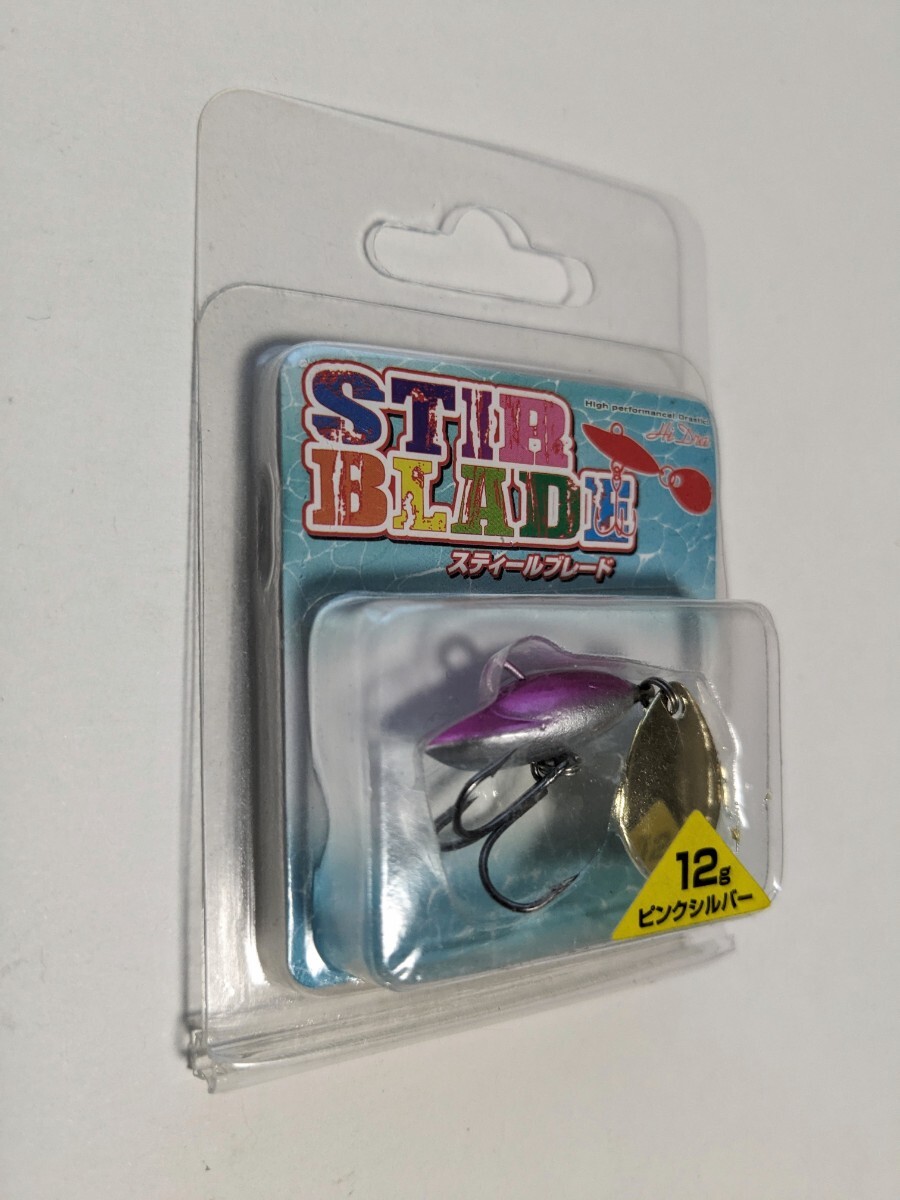 STIR
BLADE
スティールブレード
High performance! Drastic
Hi Dra
12g
ピンクシルバー